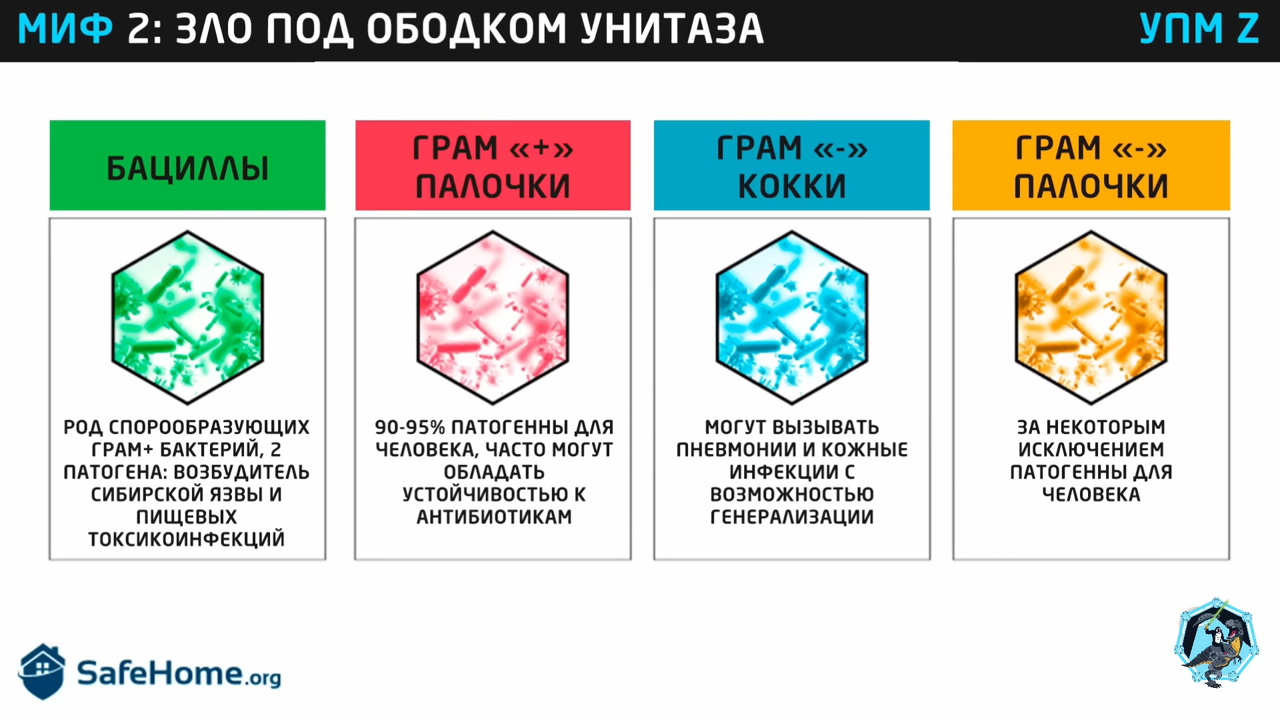 МИФ 2: ЗЛО ПОД ОБОДКОМ УНИТАЗА
УПМ Z
БАЦИЛЛЫ
РОД СПОРООБРАЗУЮЩИХ
ГРАМ+ БАКТЕРИЙ, 2
ПАТОГЕНА: ВОЗБУДИТЕЛЬ
СИБИРСКОЙ ЯЗВЫ И
ПИЩЕВЫХ
ТОКСИКОИНФЕКЦИЙ
ГРАМ «+»
ПАЛОЧКИ
90-95% ПАТОГЕННЫ ДЛЯ
ЧЕЛОВЕКА, ЧАСТО МОГУТ
ОБЛАДАТЬ
УСТОЙЧИВОСТЬЮ К
АНТИБИОТИКАМ
ГРАМ «-»
КОККИ
МОГУТ ВЫЗЫВАТЬ
ПНЕВМОНИИ И КОЖНЫЕ
ИНФЕКЦИИ С
ВОЗМОЖНОСТЬЮ
ГЕНЕРАЛИЗАЦИИ
ГРАМ «-»
ПАЛОЧКИ
ЗА НЕКОТОРЫМ
ИСКЛЮЧЕНИЕМ
ПАТОГЕННЫ ДЛЯ
ЧЕЛОВЕКА
SafeHome.org